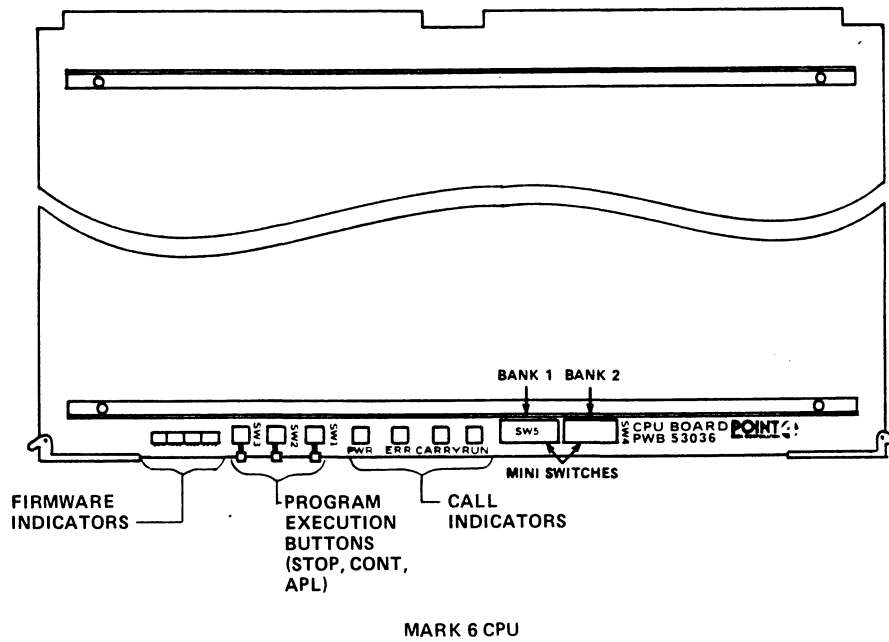 BANK 1 BANK 2
SW3
SW2
SW1
SW5
SW4
CPU BOARD
PWB 53036
POINT 4
PWR ERR CARRY RUN
MINI SWITCHES
FIRMWARE
INDICATORS
PROGRAM
EXECUTION
BUTTONS
(STOP, CONT,
APL)
CALL
INDICATORS
MARK 6 CPU